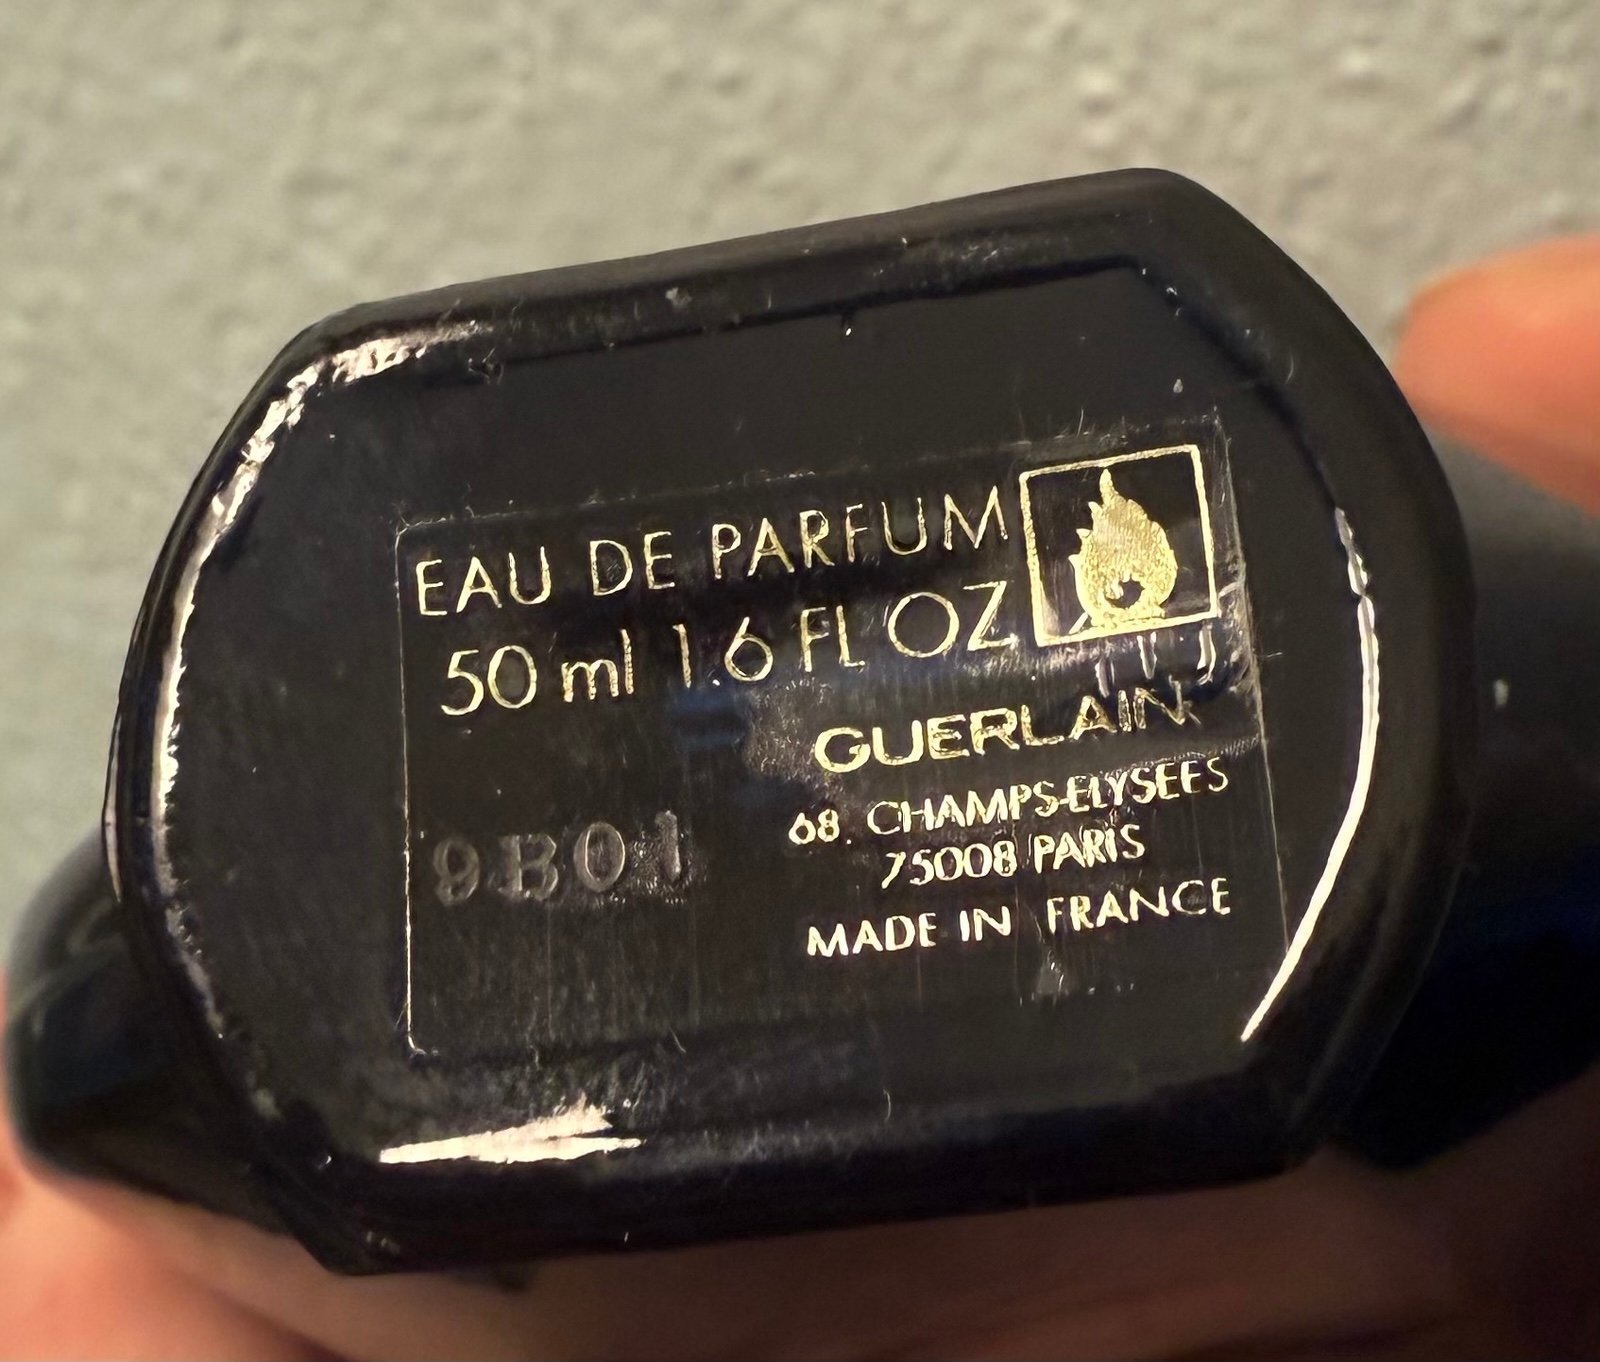 EAU DE PARFUM
50 ml 1.6 FL OZ
GUERLAIN
68, CHAMPS-ELYSEES
75008 PARIS
MADE IN FRANCE
9B01